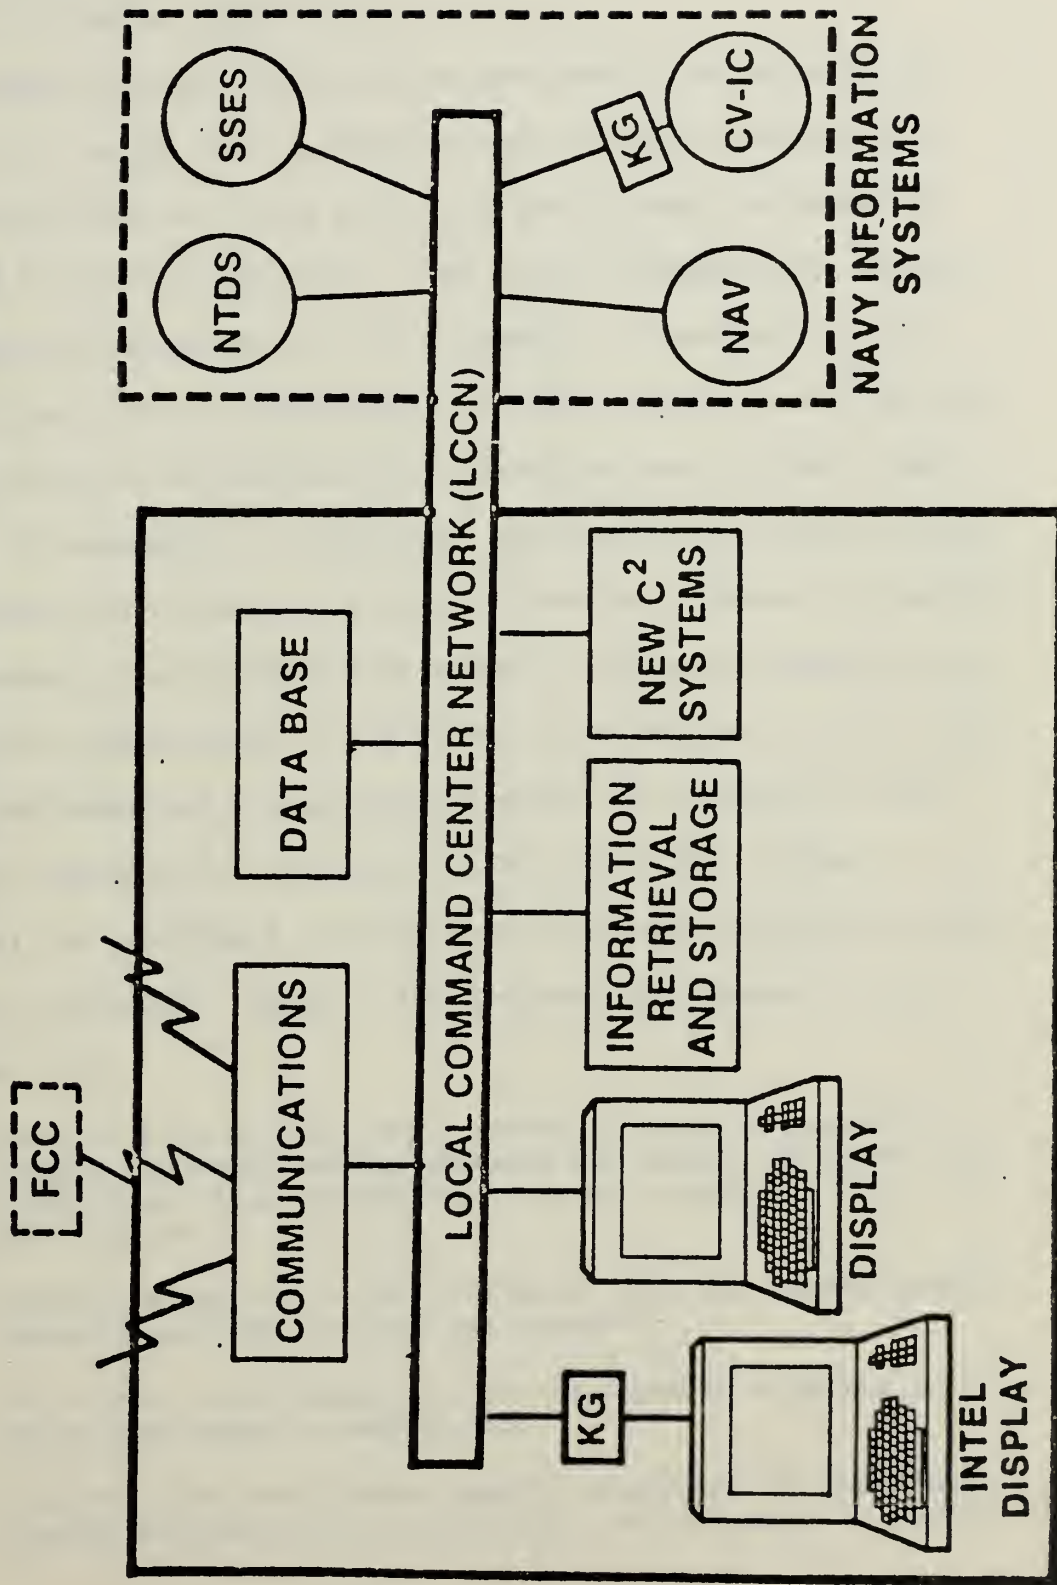 FCC
COMMUNICATIONS
DATA BASE
NTDS
SSES
LOCAL COMMAND CENTER NETWORK (LCCN)
KG
INTEL
DISPLAY
DISPLAY
INFORMATION
RETRIEVAL
AND STORAGE
NEW C²
SYSTEMS
NAV
KG
CV-IC
NAVY INFORMATION
SYSTEMS